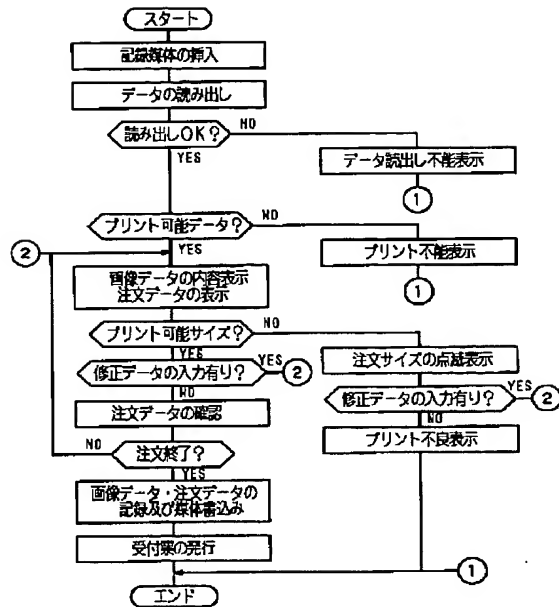 スタート
記録媒体の挿入
データの読み出し
読み出しOK?
NO
YES
データ読出し不能表示
1
プリント可能データ?
NO
YES
プリント不能表示
1
2
画像データの内容表示
注文データの表示
プリント可能サイズ?
NO
YES
注文サイズの点滅表示
修正データの入力有り?
YES
2
NO
修正データの入力有り?
YES
2
NO
注文データの確認
プリント不良表示
注文終了?
NO
YES
画像データ・注文データの
記録及び媒体書込み
受付票の発行
1
エンド